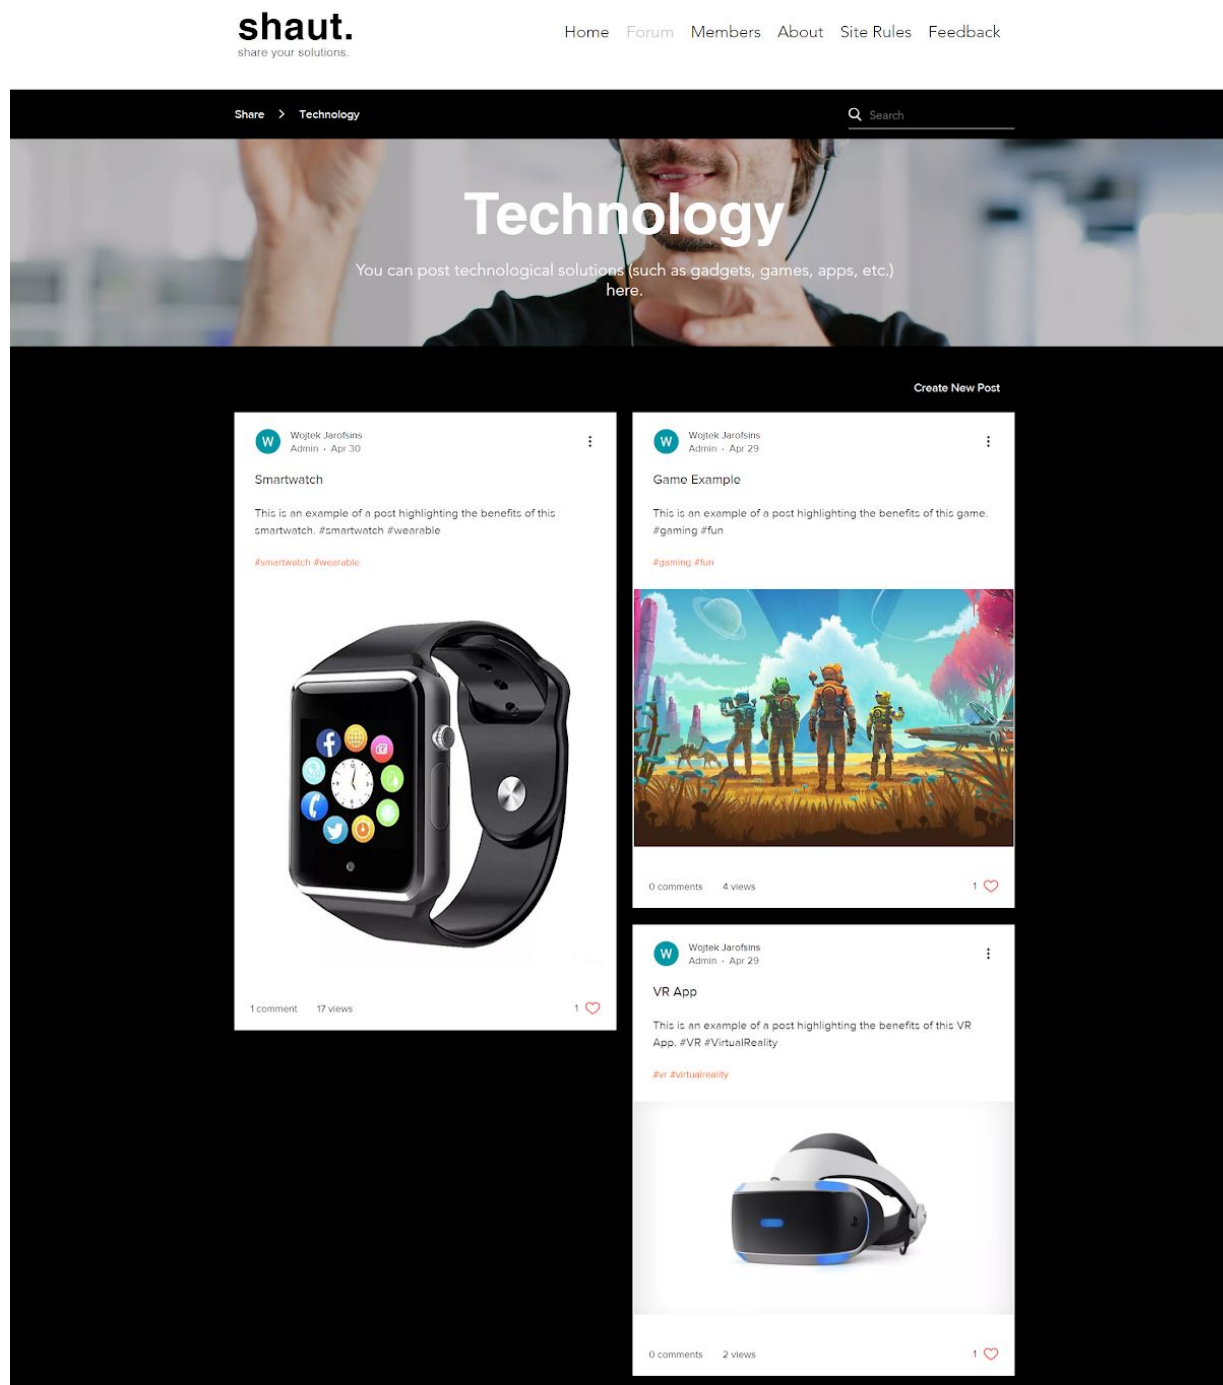 shaut.
share your solutions.
Home Forum Members About Site Rules Feedback
Share > Technology
Search
Technology
You can post technological solutions (such as gadgets, games, apps, etc.)
here.
Create New Post
W
Wojtek Jarofsins
Admin · Apr 30
Smartwatch
This is an example of a post highlighting the benefits of this
smartwatch. #smartwatch #wearable
#smartwatch #wearable
1 comment 17 views 1
W
Wojtek Jarofsins
Admin · Apr 29
Game Example
This is an example of a post highlighting the benefits of this game.
#gaming #fun
#gaming #fun
0 comments 4 views 1
W
Wojtek Jarofsins
Admin · Apr 29
VR App
This is an example of a post highlighting the benefits of this VR
App. #VR #VirtualReality
#vr #virtualreality
0 comments 2 views 1